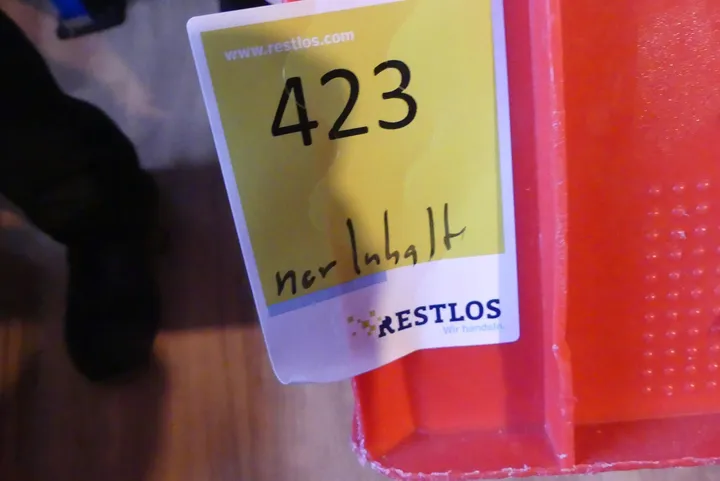 www.restlos.com
423
nur Inhalt
RESTLOS
Wir handeln.